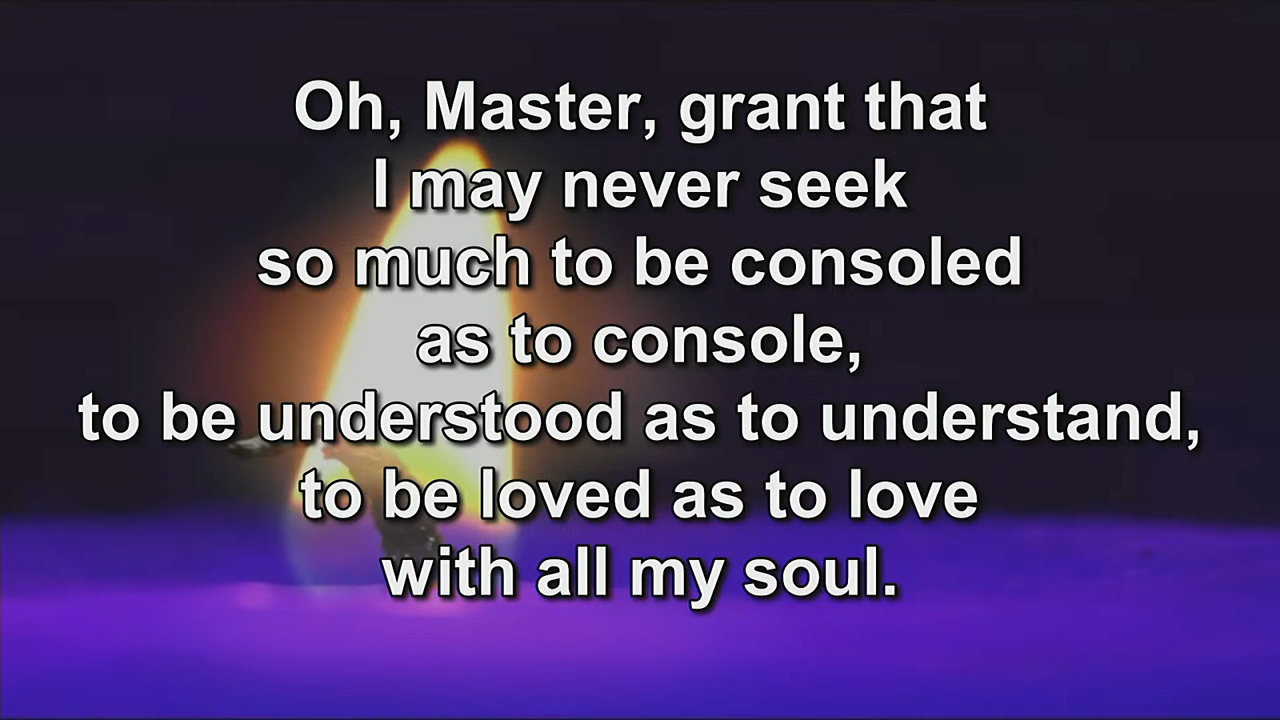 Oh, Master, grant that
I may never seek
so much to be consoled
as to console,
to be understood as to understand,
to be loved as to love
with all my soul.